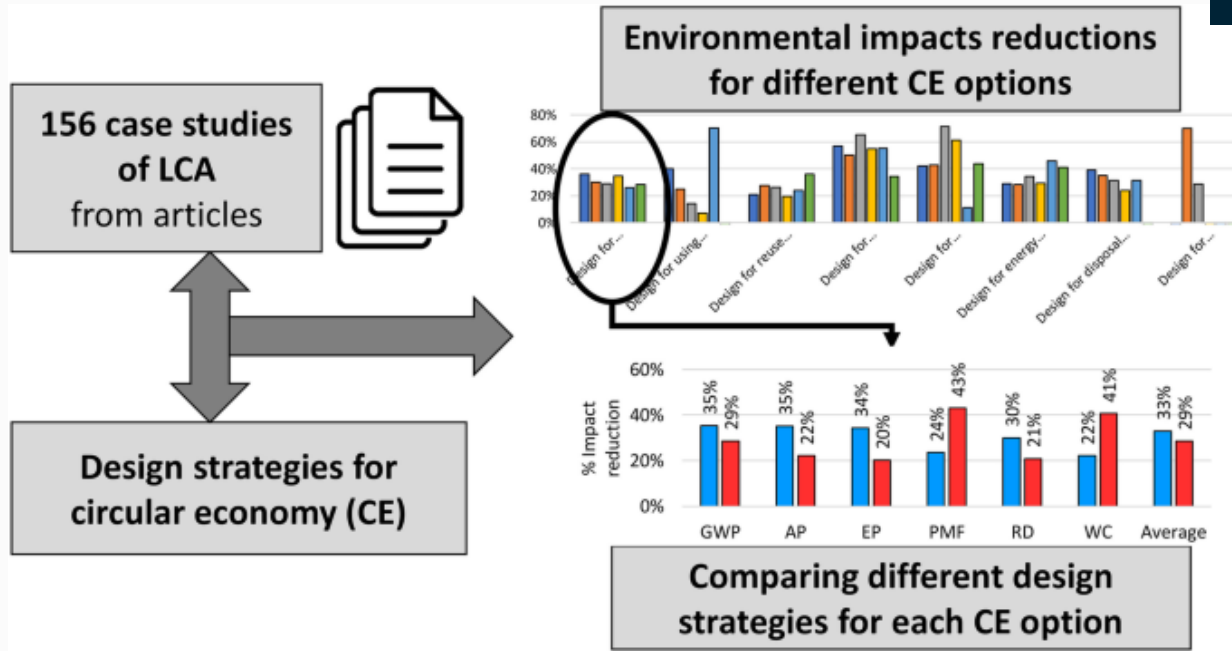 156 case studies
of LCA
from articles
Design strategies for
circular economy (CE)
Environmental impacts reductions
for different CE options
80%
60%
40%
20%
0%
Design for...
Design for using...
Design for reuse...
Design for...
Design for...
Design for energy...
Design for disposal...
Design for...
% Impact
reduction
60%
40%
20%
0%
35%
29%
35%
22%
34%
20%
24%
43%
30%
21%
22%
41%
33%
29%
GWP
AP
EP
PMF
RD
WC
Average
Comparing different design
strategies for each CE option